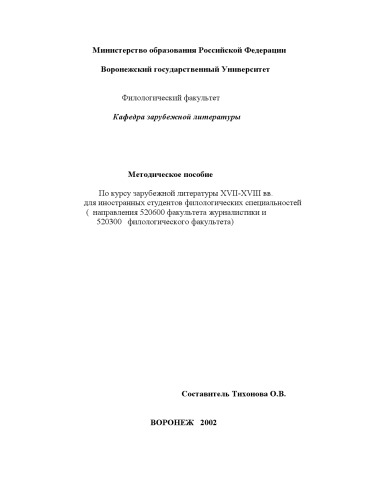 Министерство образования Российской Федерации
Воронежский государственный Университет
Филологический факультет
Кафедра зарубежной литературы
Методическое пособие
По курсу зарубежной литературы XVII-XVIII вв.
для иностранных студентов филологических специальностей
( направления 520600 факультета журналистики и
520300 филологического факультета)
Составитель Тихонова О.В.
ВОРОНЕЖ 2002